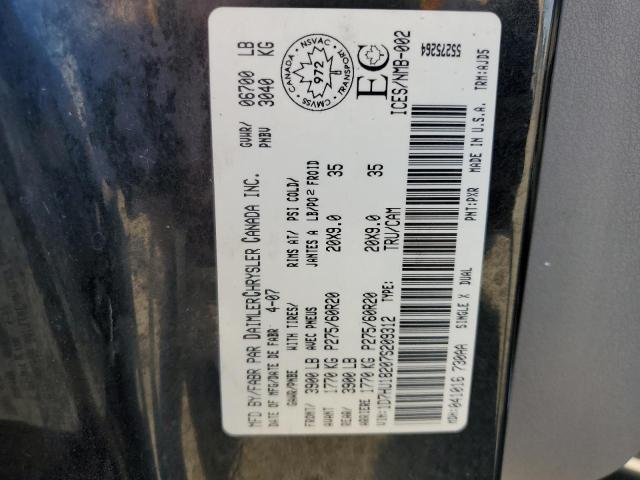 MFD BY/FABR PAR DAIMLERCHRYSLER CANADA INC.
DATE OF MFG/DATE DE FABR 4-07
GVWR/ 06700 LB
PNBV 3040 KG
GAWR/PNBE WITH TIRES/ RIMS AT/ PSI COLD/
AVEC PNEUS JANTES A LB/PO² FROID
FRONT/ 3900 LB
AVANT 1770 KG P275/60R20 20X9.0 35
REAR/ 3900 LB
ARRIERE 1770 KG P275/60R20 20X9.0 35
VIN:1D7HU18207S209312 TYPE: TRU/CAM
NSVAC
CANADA
972
TRANSPORT
CMVSS
EC
ICES/NMB-002
55275264
SINGLE X DUAL
MDH:041016 730AA PNT:PXR MADE IN U.S.A. TRM:AJD5